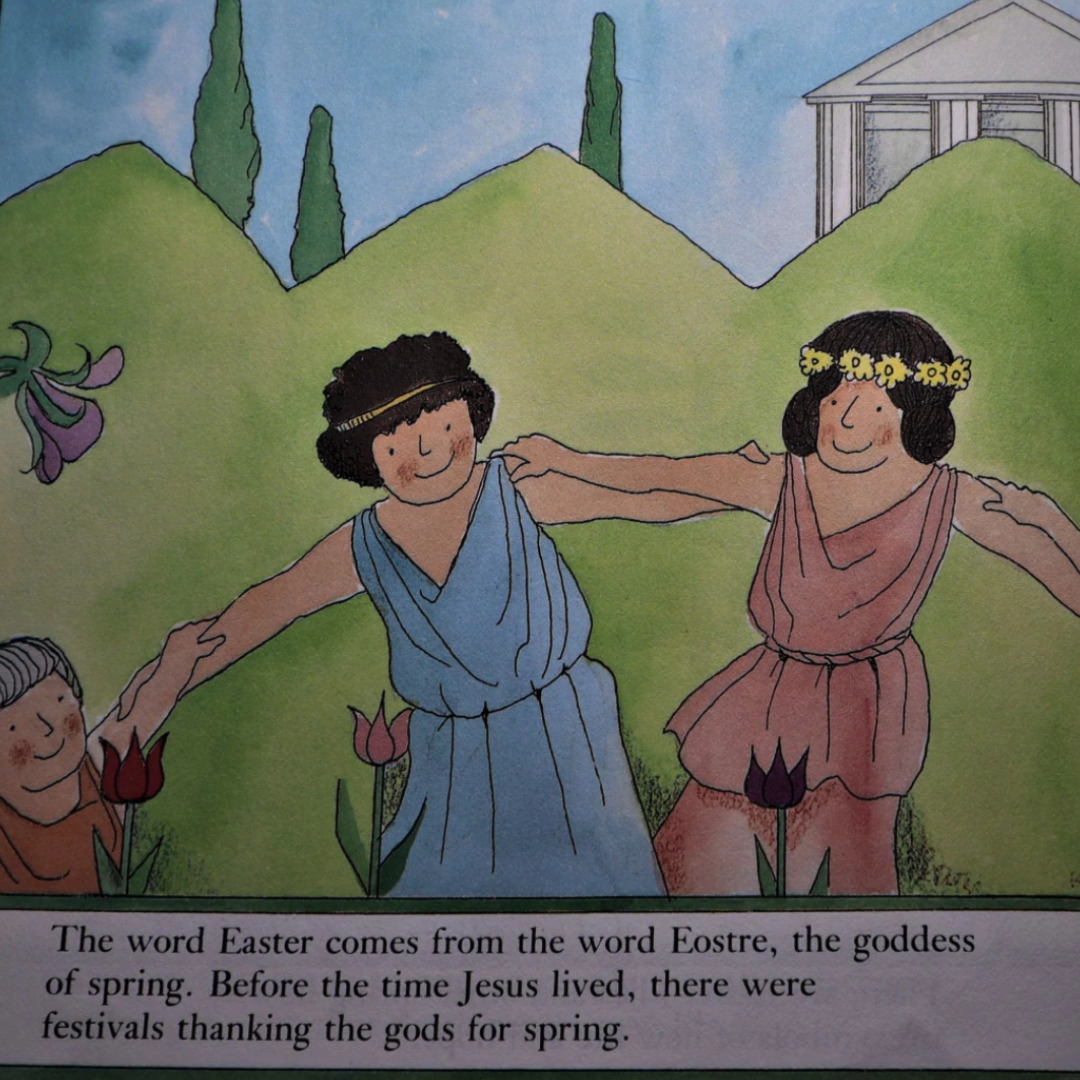 The word Easter comes from the word Eostre, the goddess
of spring. Before the time Jesus lived, there were
festivals thanking the gods for spring.